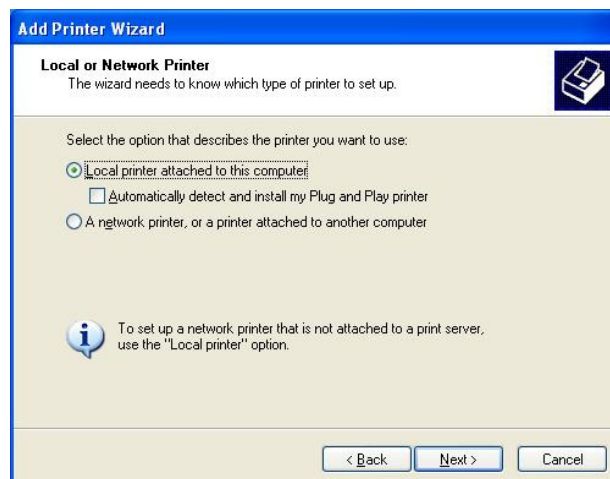 Add Printer Wizard
Local or Network Printer
The wizard needs to know which type of printer to set up.
Select the option that describes the printer you want to use:
Local printer attached to this computer
Automatically detect and install my Plug and Play printer
A network printer, or a printer attached to another computer
To set up a network printer that is not attached to a print server,
use the "Local printer" option.
< Back Next > Cancel